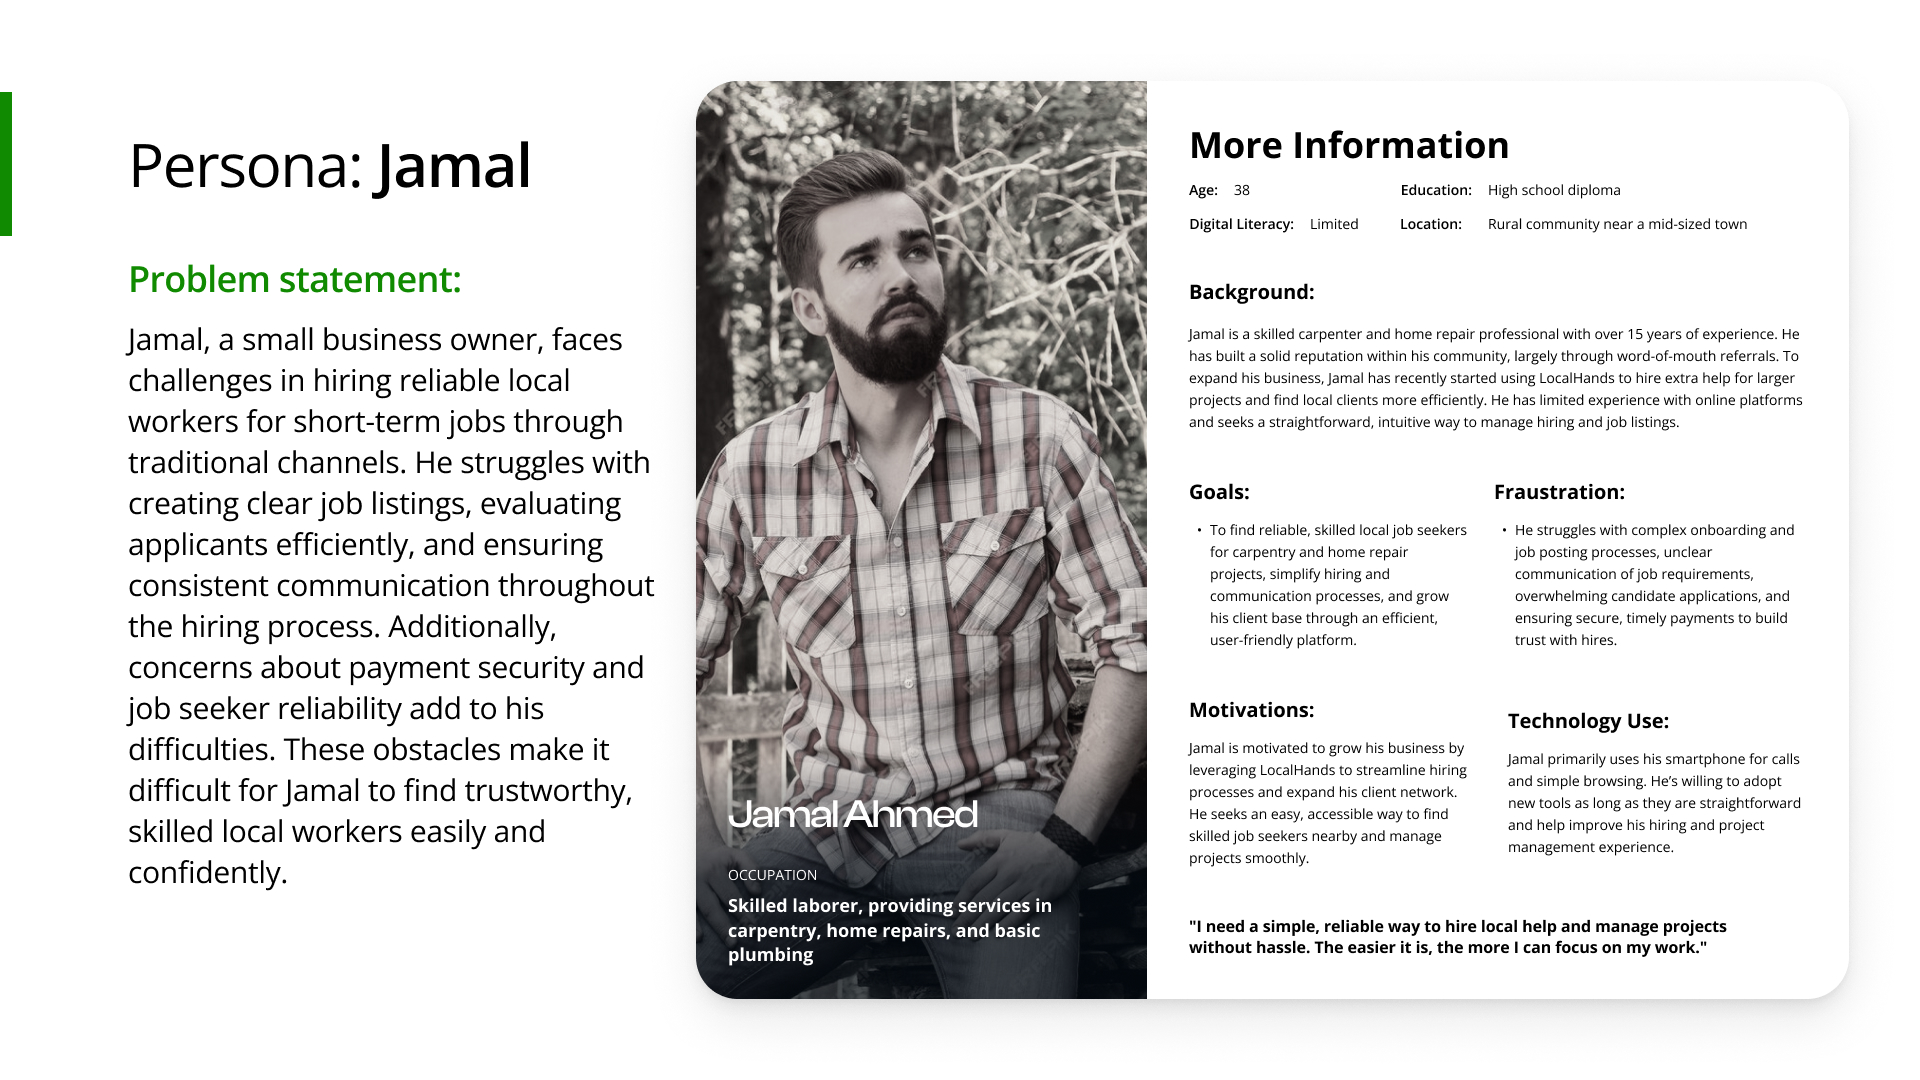 Persona: Jamal
Problem statement:
Jamal, a small business owner, faces
challenges in hiring reliable local
workers for short-term jobs through
traditional channels. He struggles with
creating clear job listings, evaluating
applicants efficiently, and ensuring
consistent communication throughout
the hiring process. Additionally,
concerns about payment security and
job seeker reliability add to his
difficulties. These obstacles make it
difficult for Jamal to find trustworthy,
skilled local workers easily and
confidently.
Jamal Ahmed
OCCUPATION
Skilled laborer, providing services in
carpentry, home repairs, and basic
plumbing
More Information
Age: 38
Education: High school diploma
Digital Literacy: Limited
Location: Rural community near a mid-sized town
Background:
Jamal is a skilled carpenter and home repair professional with over 15 years of experience. He
has built a solid reputation within his community, largely through word-of-mouth referrals. To
expand his business, Jamal has recently started using LocalHands to hire extra help for larger
projects and find local clients more efficiently. He has limited experience with online platforms
and seeks a straightforward, intuitive way to manage hiring and job listings.
Goals:
• To find reliable, skilled local job seekers
for carpentry and home repair
projects, simplify hiring and
communication processes, and grow
his client base through an efficient,
user-friendly platform.
Fraustration:
• He struggles with complex onboarding and
job posting processes, unclear
communication of job requirements,
overwhelming candidate applications, and
ensuring secure, timely payments to build
trust with hires.
Motivations:
Jamal is motivated to grow his business by
leveraging LocalHands to streamline hiring
processes and expand his client network.
He seeks an easy, accessible way to find
skilled job seekers nearby and manage
projects smoothly.
Technology Use:
Jamal primarily uses his smartphone for calls
and simple browsing. He’s willing to adopt
new tools as long as they are straightforward
and help improve his hiring and project
management experience.
"I need a simple, reliable way to hire local help and manage projects
without hassle. The easier it is, the more I can focus on my work."